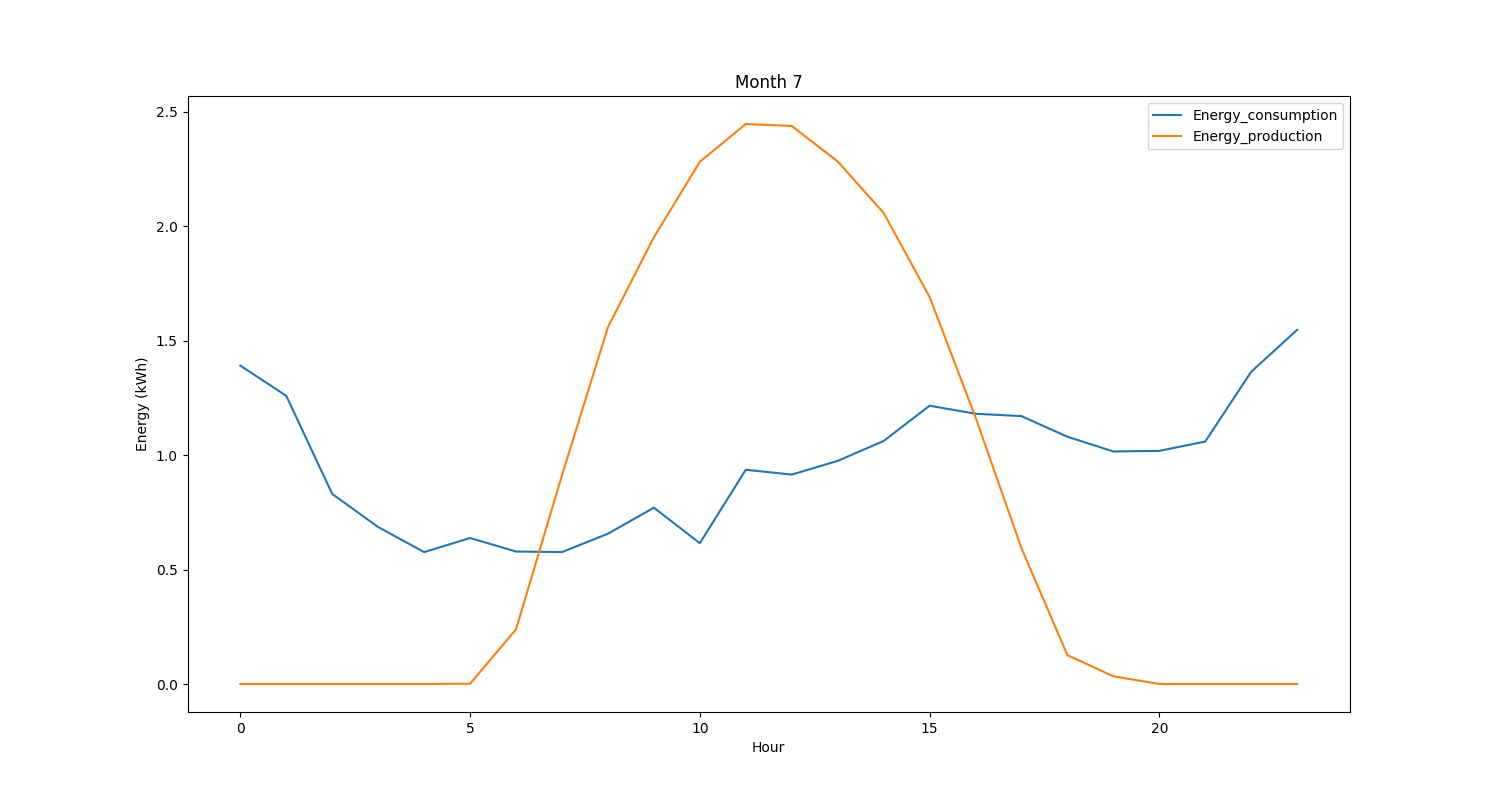 Month 7
Energy_consumption
Energy_production
2.5
2.0
1.5
1.0
0.5
0.0
Energy (kWh)
0 5 10 15 20
Hour